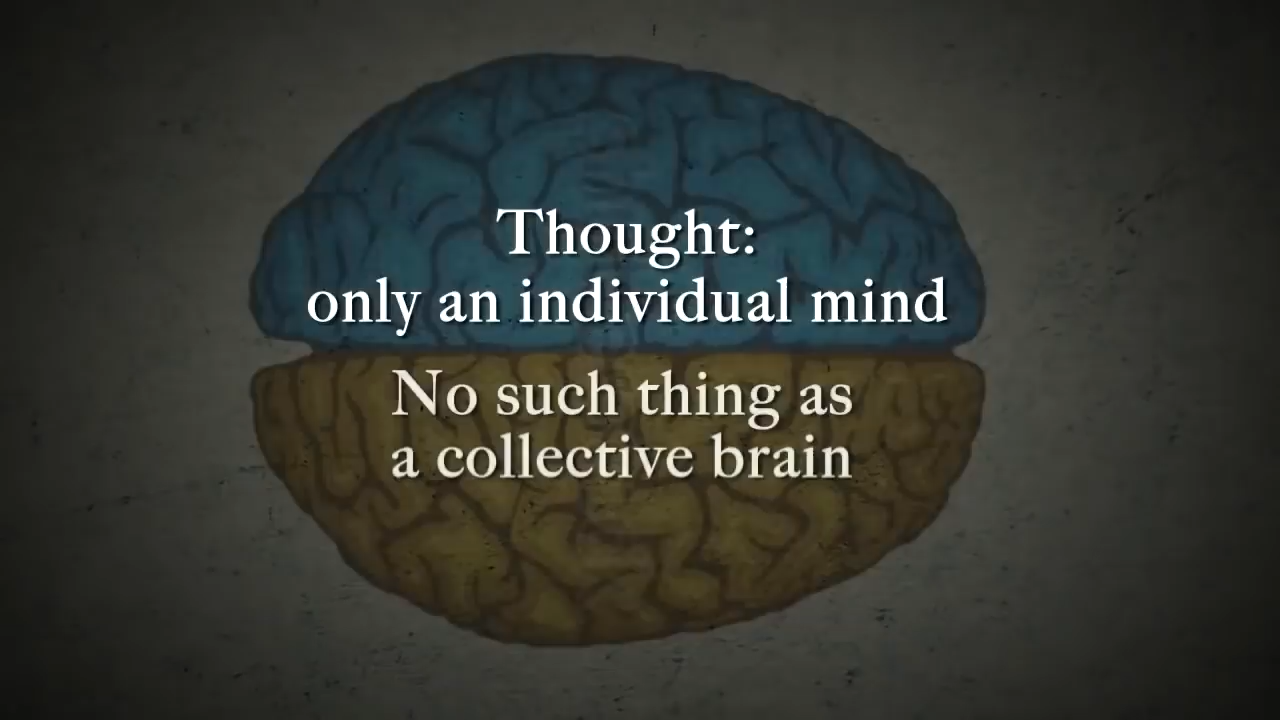 Thought:
only an individual mind
No such thing as
a collective brain